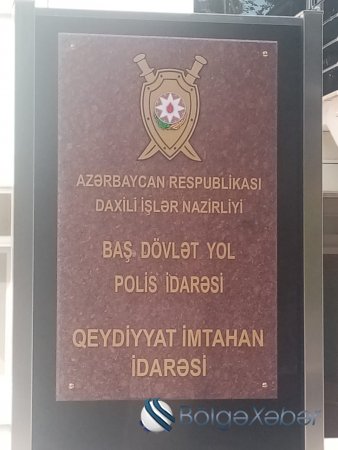 AZƏRBAYCAN RESPUBLİKASI
DAXİLİ İŞLƏR NAZİRLİYİ
BAŞ DÖVLƏT YOL
POLİS İDARƏSİ
QEYDİYYAT İMTAHAN
İDARƏSİ
BölgəXəbər